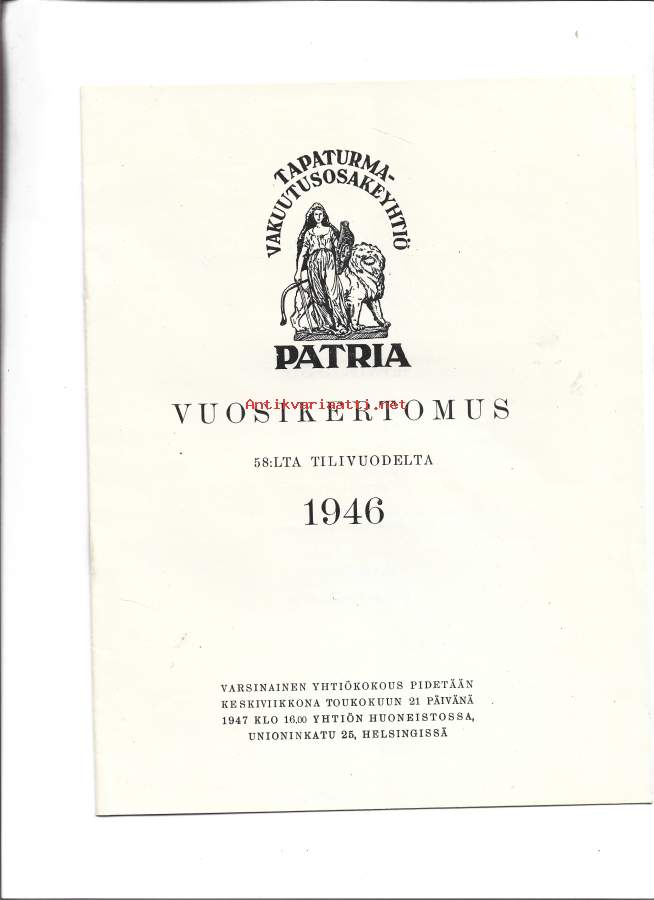 TAPATURMA-
VAKUUTUSOSAKEYHTIÖ
PATRIA
Antikvariaatti.net
VUOSIKERTOMUS
58:LTA TILIVUODELTA
1946
VARSINAINEN YHTIÖKOKOUS PIDETÄÄN
KESKIVIIKKONA TOUKOKUUN 21 PÄIVÄNÄ
1947 KLO 16,00 YHTIÖN HUONEISTOSSA,
UNIONINKATU 25, HELSINGISSÄ